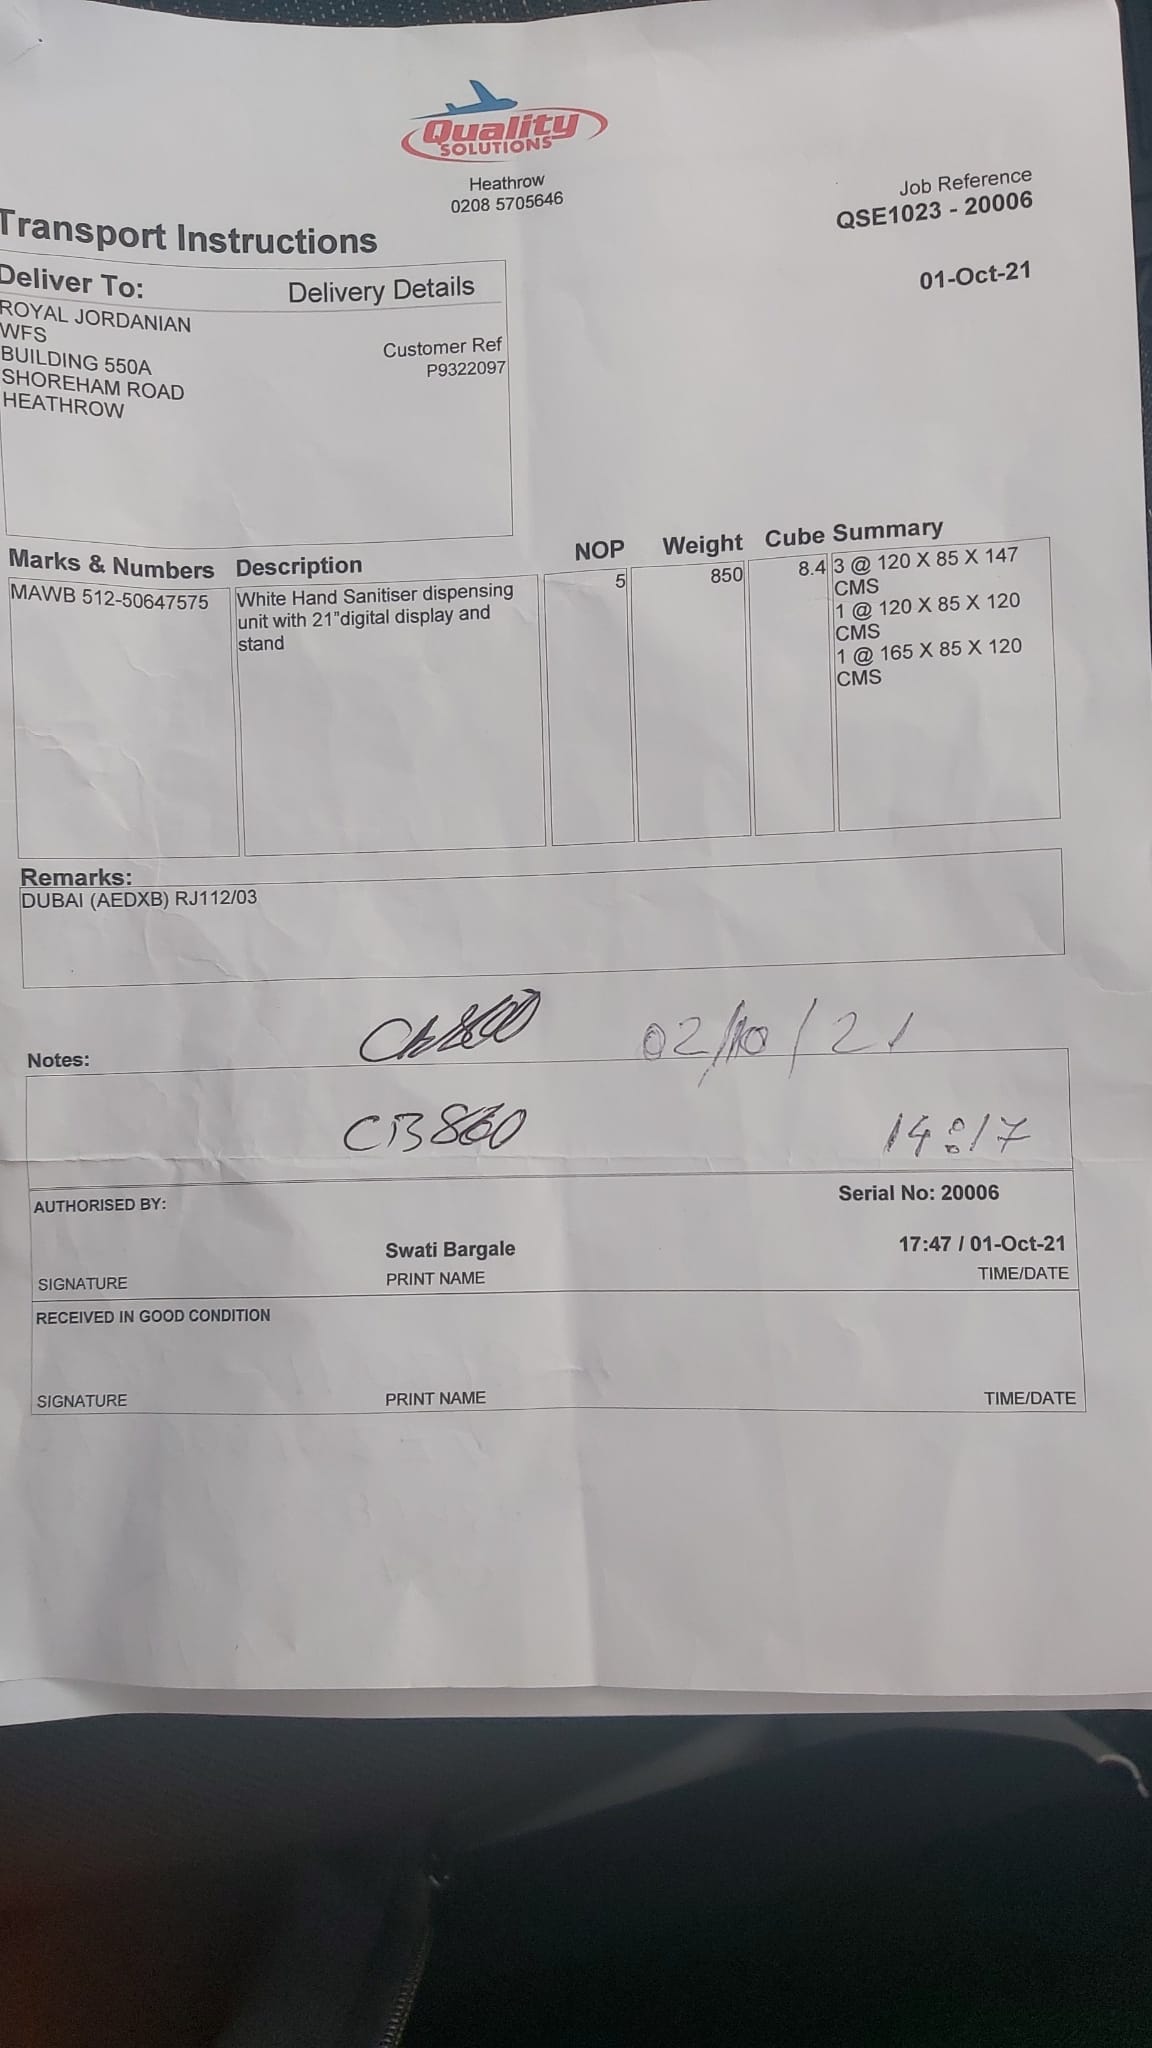 Quality
SOLUTIONS
Heathrow
0208 5705646
Job Reference
QSE1023 - 20006
01-Oct-21
Transport Instructions
Deliver To:
Delivery Details
ROYAL JORDANIAN
WFS
BUILDING 550A
SHOREHAM ROAD
HEATHROW
Customer Ref
P9322097
Marks & Numbers Description NOP Weight Cube Summary
MAWB 512-50647575
White Hand Sanitiser dispensing
unit with 21"digital display and
stand
5
850
8.4
3 @ 120 X 85 X 147
CMS
1 @ 120 X 85 X 120
CMS
1 @ 165 X 85 X 120
CMS
Remarks:
DUBAI (AEDXB) RJ112/03
02/10/21
Notes:
14:17
AUTHORISED BY:
Serial No: 20006
Swati Bargale
17:47 / 01-Oct-21
SIGNATURE PRINT NAME TIME/DATE
RECEIVED IN GOOD CONDITION
SIGNATURE PRINT NAME TIME/DATE